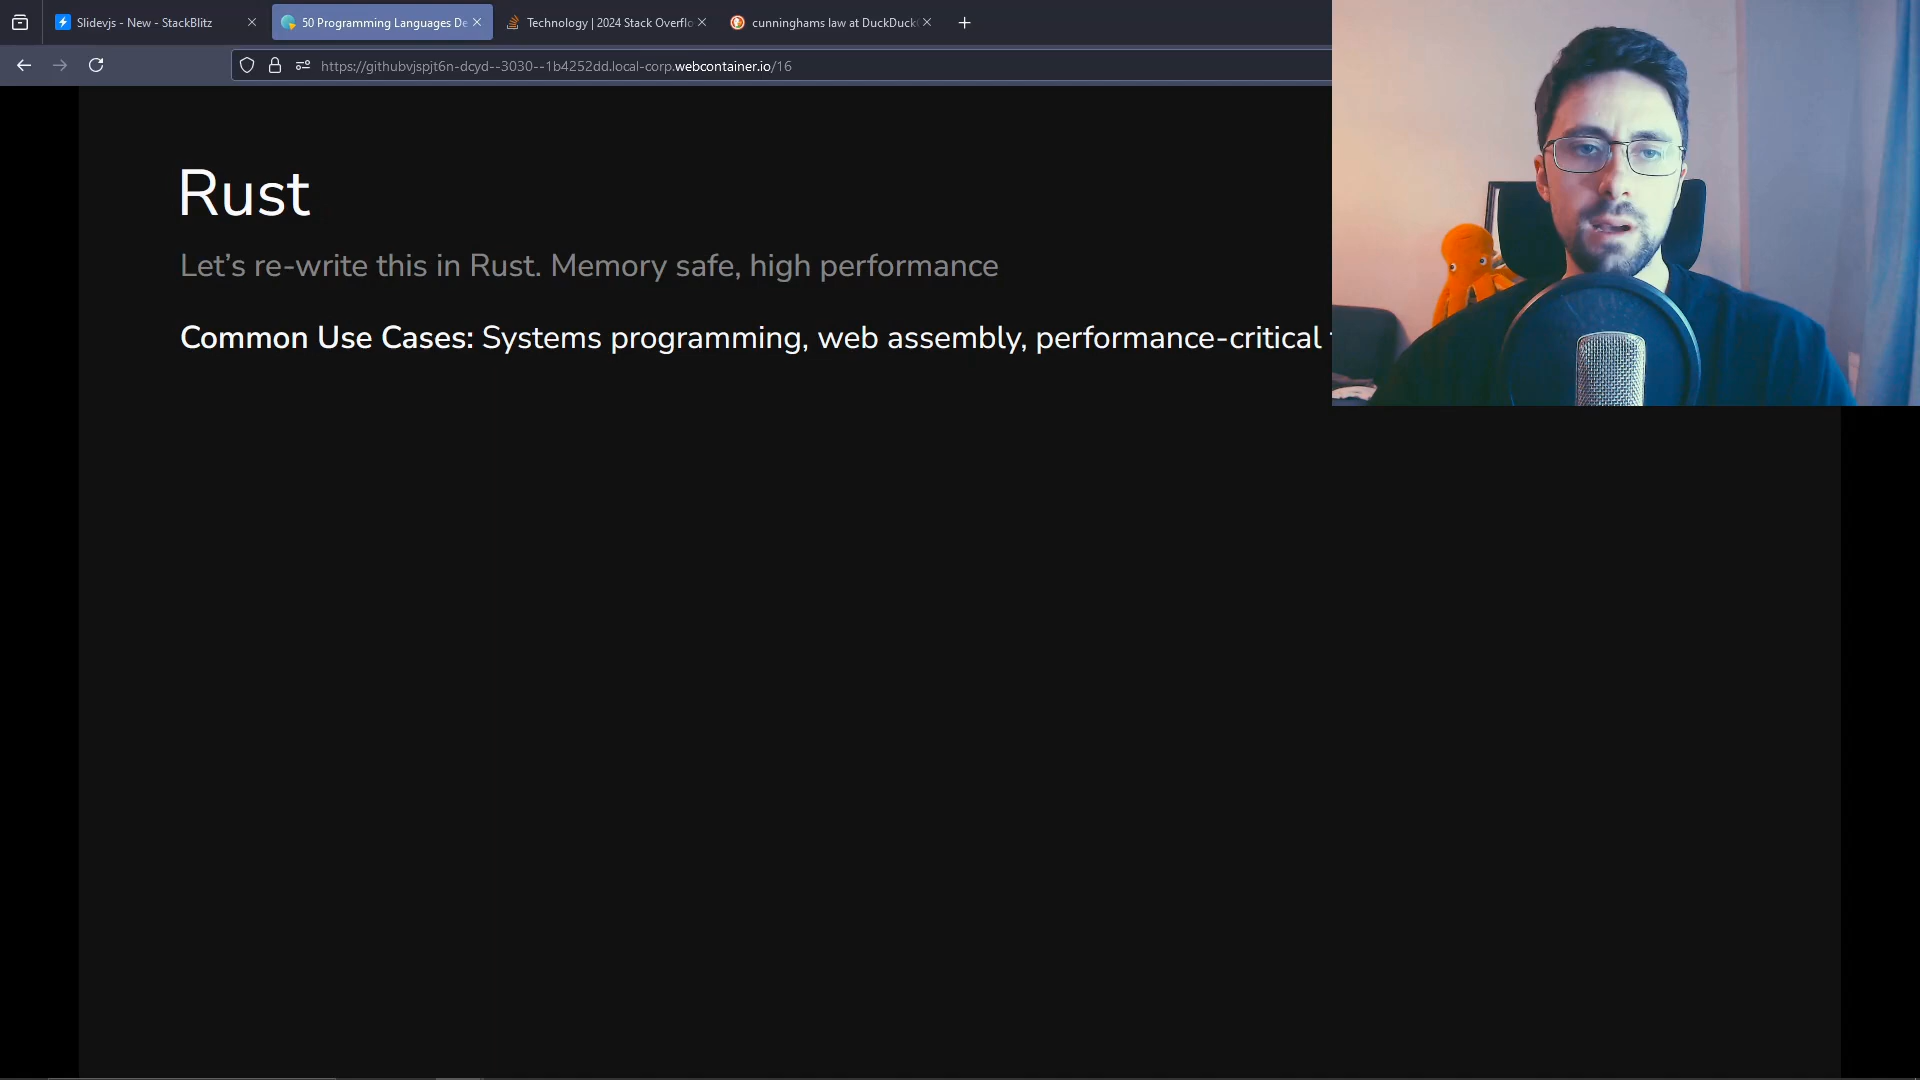 Slidevjs - New - StackBlitz
50 Programming Languages De
Technology | 2024 Stack Overflo
cunninghams law at DuckDuck
https://githubvjspjt6n-dcyd--3030--1b4252dd.local-corp.webcontainer.io/16
Rust
Let's re-write this in Rust. Memory safe, high performance
Common Use Cases: Systems programming, web assembly, performance-critical